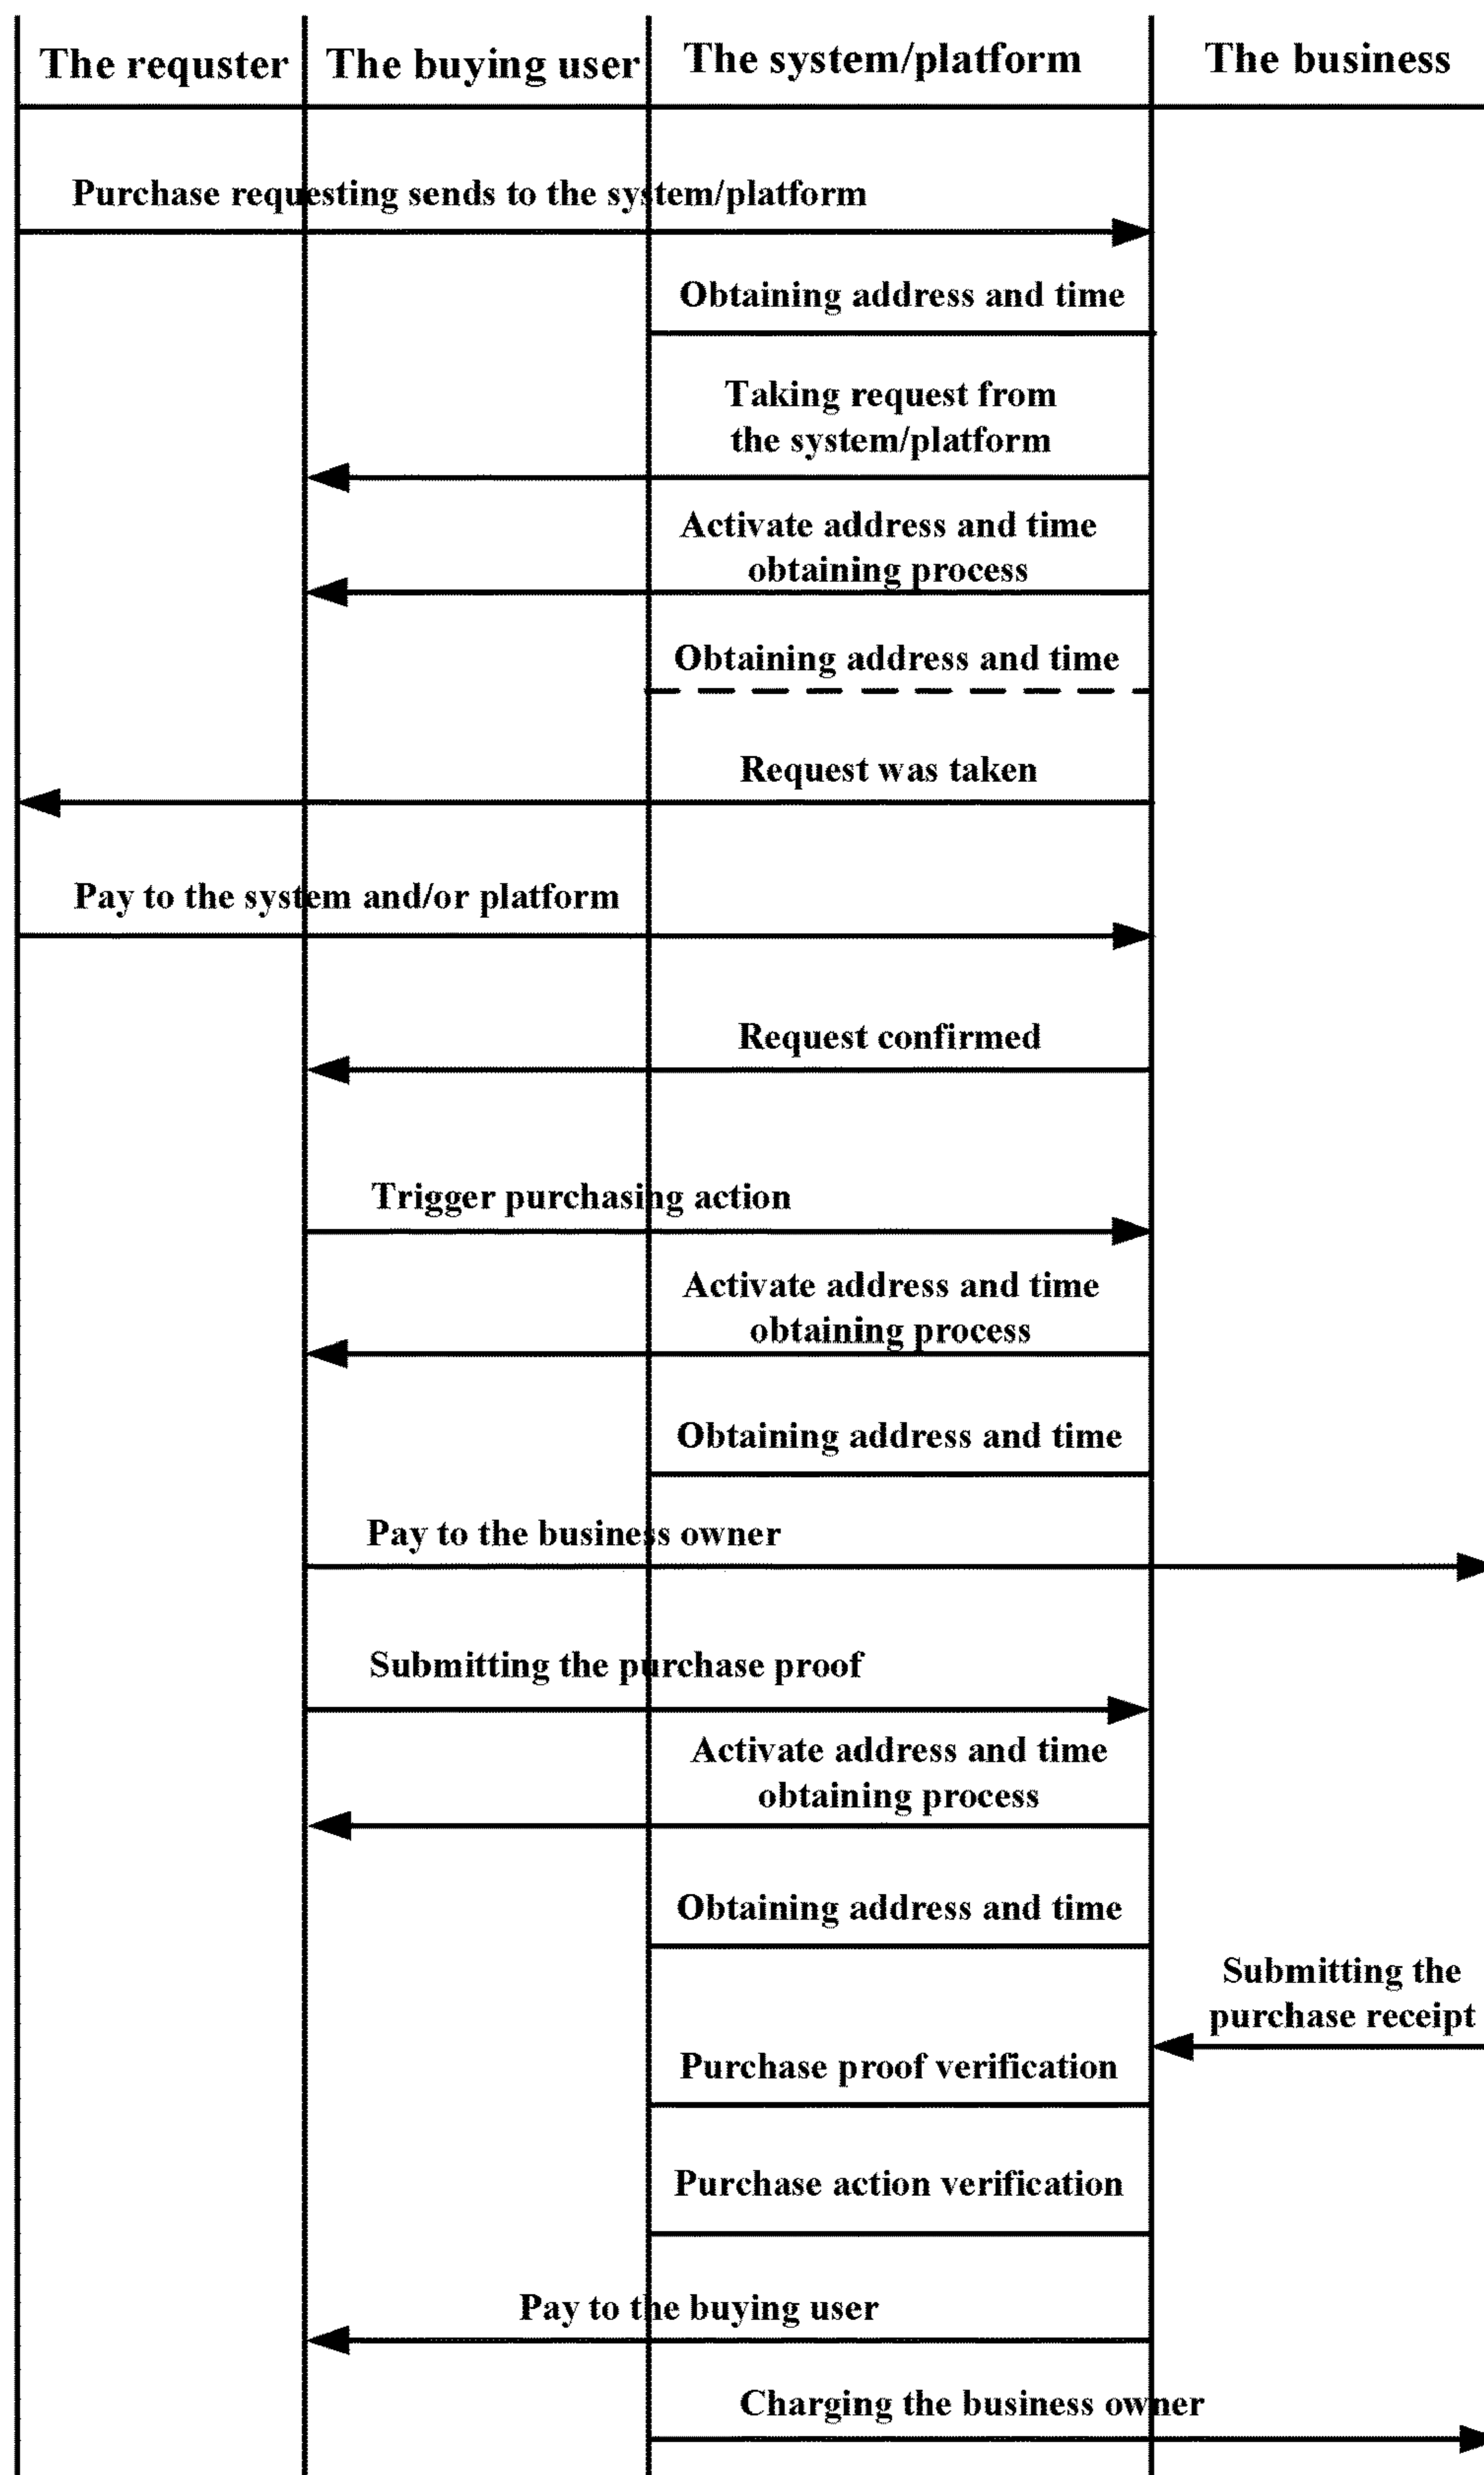 The requster
The buying user
The system/platform
The business
Purchase requesting sends to the system/platform
Obtaining address and time
Taking request from
the system/platform
Activate address and time
obtaining process
Obtaining address and time
Request was taken
Pay to the system and/or platform
Request confirmed
Trigger purchasing action
Activate address and time
obtaining process
Obtaining address and time
Pay to the business owner
Submitting the purchase proof
Activate address and time
obtaining process
Obtaining address and time
Submitting the
purchase receipt
Purchase proof verification
Purchase action verification
Pay to the buying user
Charging the business owner